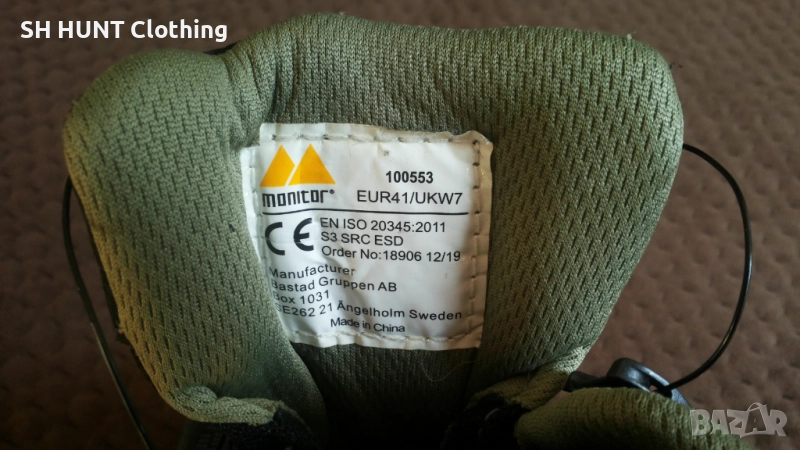 SH HUNT Clothing
monitor®
100553
EUR41/UKW7
CE
EN ISO 20345:2011
S3 SRC ESD
Order No:18906 12/19
Manufacturer
Bastad Gruppen AB
Box 1031
SE262 21 Ängelholm Sweden
Made in China
BAZAR